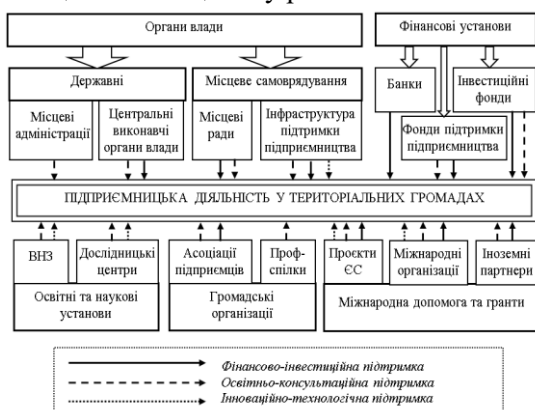 Органи влади
Фінансові установи
Державні
Місцеве самоврядування
Банки
Інвестиційні
фонди
Місцеві
адміністрації
Центральні
виконавчі
органи влади
Місцеві
ради
Інфраструктура
підтримки
підприємництва
Фонди підтримки
підприємництва
ПІДПРИЄМНИЦЬКА ДІЯЛЬНІСТЬ У ТЕРИТОРІАЛЬНИХ ГРОМАДАХ
ВНЗ
Дослідницькі
центри
Асоціації
підприємців
Проф-
спілки
Проєкти
ЄС
Міжнародні
організації
Іноземні
партнери
Освітні та наукові
установи
Громадські
організації
Міжнародна допомога та гранти
Фінансово-інвестиційна підтримка
Освітньо-консультаційна підтримка
Інноваційно-технологічна підтримка